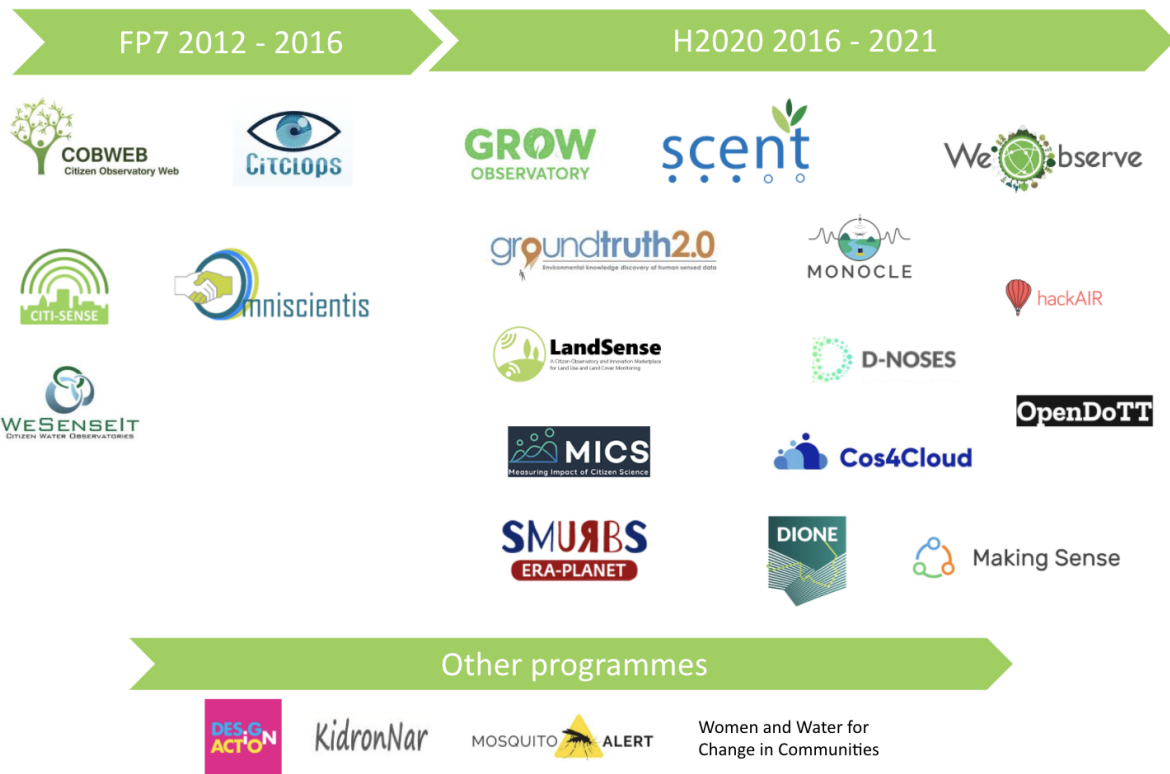 FP7 2012 - 2016
H2020 2016 - 2021
COBWEB
Citizen Observatory Web
CITCLOPS
GROW
OBSERVATORY
scent
WeObserve
CITI-SENSE
Omniscientis
groundtruth2.0
Environmental knowledge discovery of human sensed data
MONOCLE
hackAIR
LandSense
A Citizen Observatory and Innovation Marketplace
for Land Use and Land Cover Monitoring
D-NOSES
WESENSEIT
CITIZEN WATER OBSERVATORIES
OpenDoTT
MICS
Measuring Impact of Citizen Science
Cos4Cloud
SMURBS
ERA-PLANET
DIONE
Making Sense
Other programmes
DESiGN
ACTiON
KidronNar
MOSQUITO ALERT
Women and Water for
Change in Communities